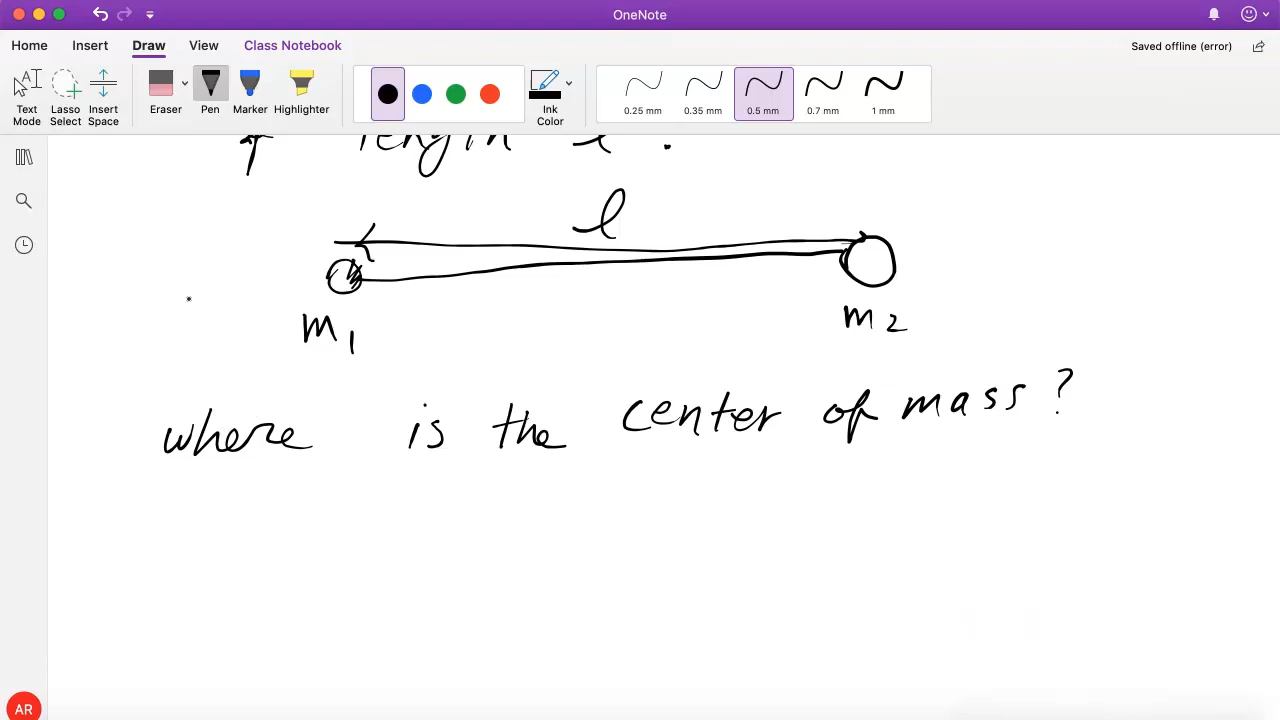 OneNote
Home Insert Draw View Class Notebook
Saved offline (error)
Text Mode
Lasso Select
Insert Space
Eraser
Pen
Marker
Highlighter
Ink Color
0.25 mm
0.35 mm
0.5 mm
0.7 mm
1 mm
of length l.
l
m1
m2
where is the center of mass?
AR